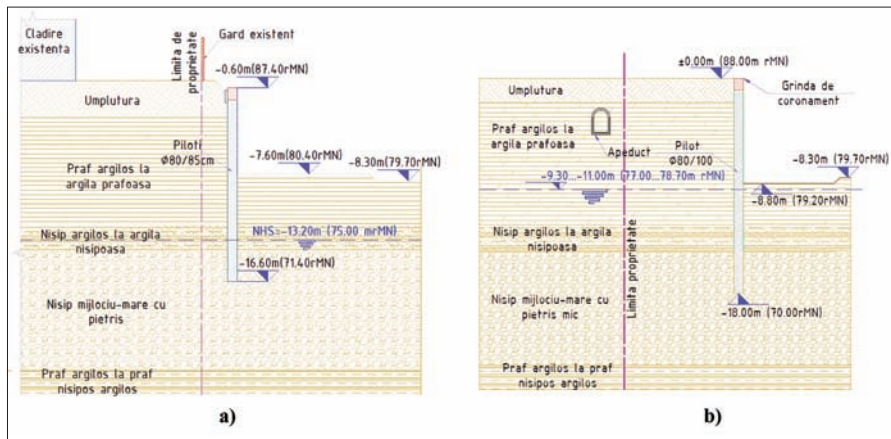 Cladire
existenta
Limita de
proprietate
Gard existent
-0.60m(87.40rMN)
Umplutura
Piloti
Ø80/85cm
-7.60m(80.40rMN)
-8.30m(79.70rMN)
Praf argilos la
argila prafoasa
NHS=-13.20m(75.00 mrMN)
Nisip argilos la argila
nisipoasa
-16.60m(71.40rMN)
Nisip mijlociu-mare cu
pietris
Praf argilos la praf
nisipos argilos
a)
±0.00m (88.00m rMN)
Grinda de
coronament
Umplutura
Praf argilos la
argila prafoasa
Apeduct
Pilot
Ø80/100
-8.30m (79.70rMN)
-9.30...-11.00m (77.00...78.70m rMN)
-8.80m (79.20rMN)
Nisip argilos la argila
nisipoasa
Limita proprietate
Nisip mijlociu-mare cu
pietris mic
-18.00m (70.00rMN)
Praf argilos la praf
nisipos argilos
b)